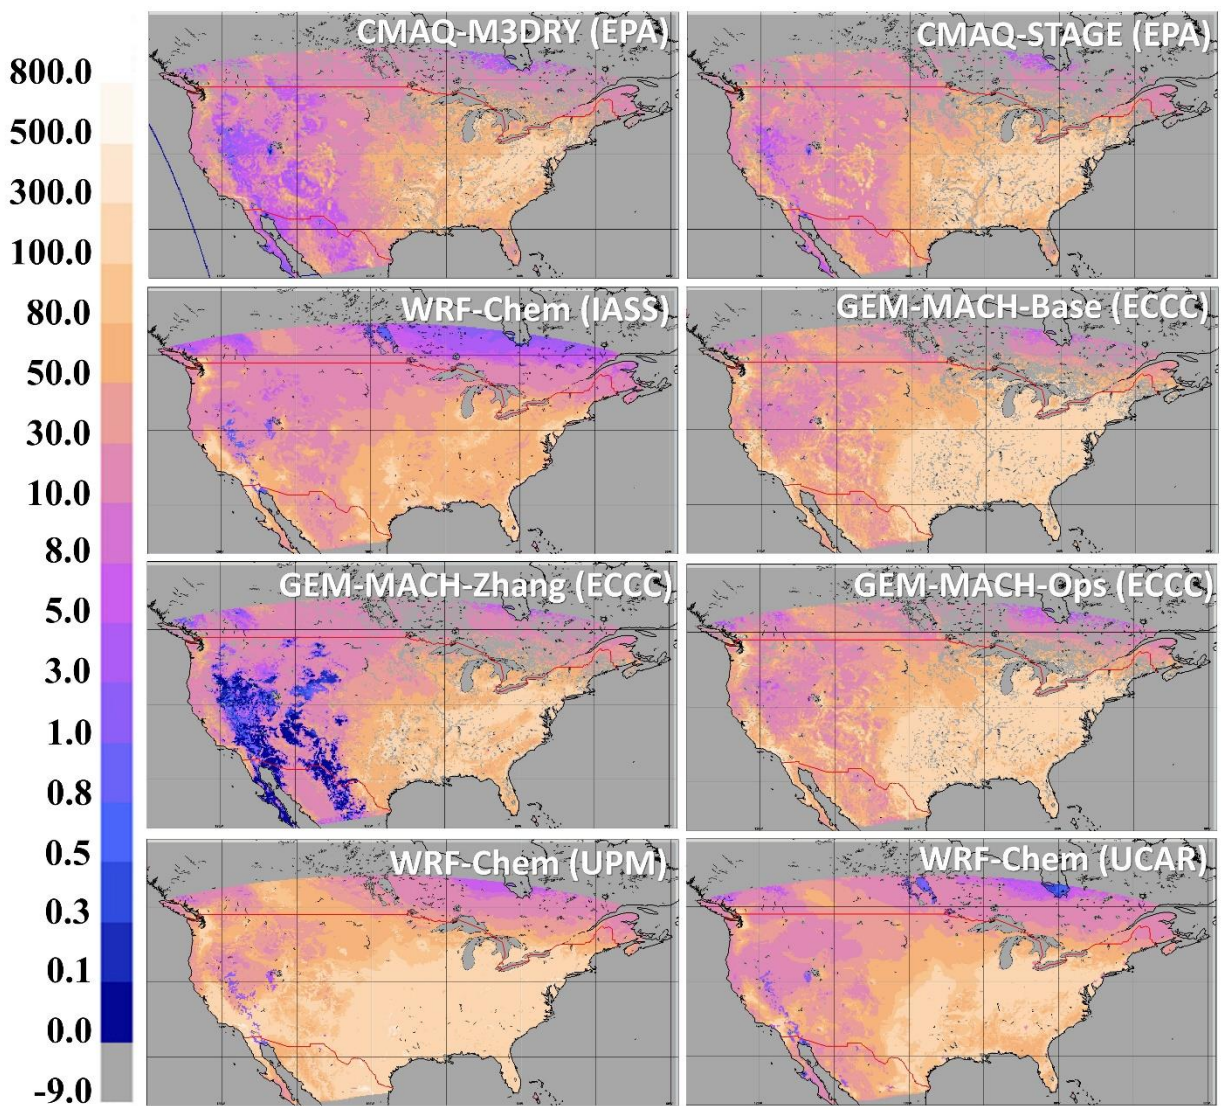 CMAQ-M3DRY (EPA)
CMAQ-STAGE (EPA)
800.0
500.0
300.0
100.0
80.0
50.0
30.0
10.0
8.0
5.0
3.0
1.0
0.8
0.5
0.3
0.1
0.0
-9.0
WRF-Chem (IASS)
GEM-MACH-Base (ECCC)
GEM-MACH-Zhang (ECCC)
GEM-MACH-Ops (ECCC)
WRF-Chem (UPM)
WRF-Chem (UCAR)